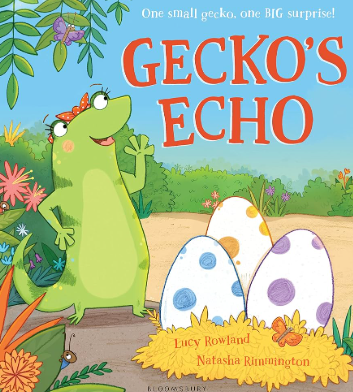 One small gecko, one BIG surprise!
GECKO'S
ECHO
Lucy Rowland
Natasha Rimmington
BLOOMSBURY